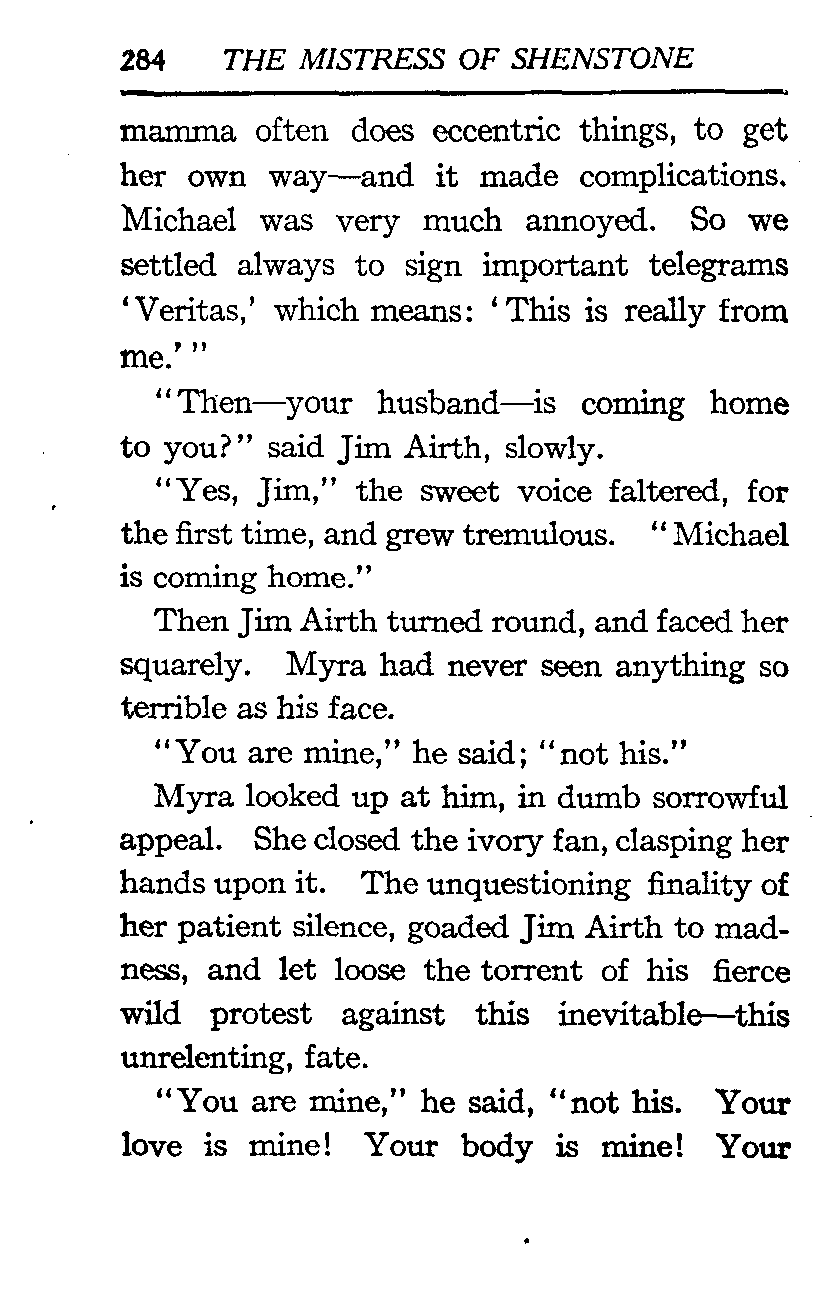 284 THE MISTRESS OF SHENSTONE
mamma often does eccentric things, to get
her own way—and it made complications.
Michael was very much annoyed. So we
settled always to sign important telegrams
‘Veritas,’ which means: ‘This is really from
me.’”
“Then—your husband—is coming home
to you?” said Jim Airth, slowly.
“Yes, Jim,” the sweet voice faltered, for
the first time, and grew tremulous. “Michael
is coming home.”
Then Jim Airth turned round, and faced her
squarely. Myra had never seen anything so
terrible as his face.
“You are mine,” he said; “not his.”
Myra looked up at him, in dumb sorrowful
appeal. She closed the ivory fan, clasping her
hands upon it. The unquestioning finality of
her patient silence, goaded Jim Airth to mad-
ness, and let loose the torrent of his fierce
wild protest against this inevitable—this
unrelenting, fate.
“You are mine,” he said, “not his. Your
love is mine! Your body is mine! Your